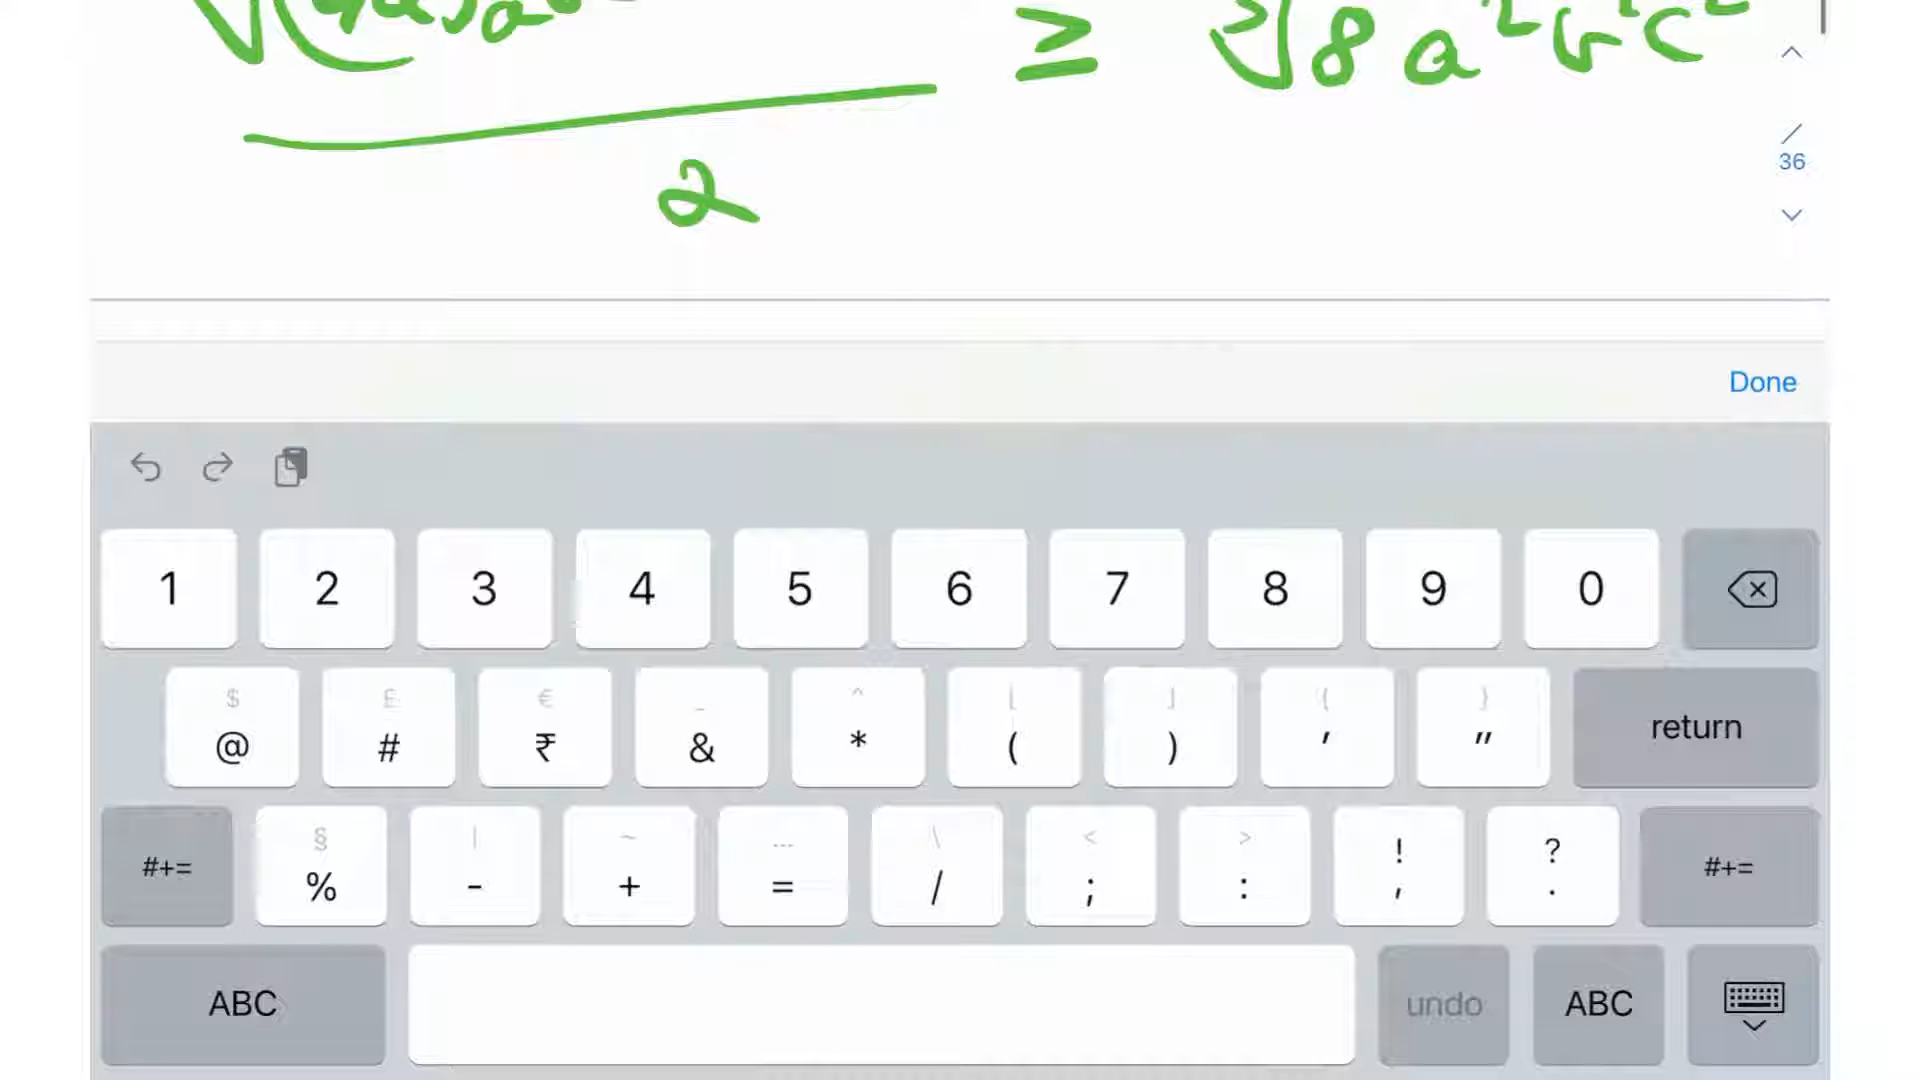 ≥ ∛8a²b²c²
2
36
Done
1 2 3 4 5 6 7 8 9 0
$ £ € _ ^ [ ] { }
@ # ₹ & * ( ) ' " return
§ | ~ ... \ < > ! ?
#+= % - + = / ; : , . #+=
ABC undo ABC